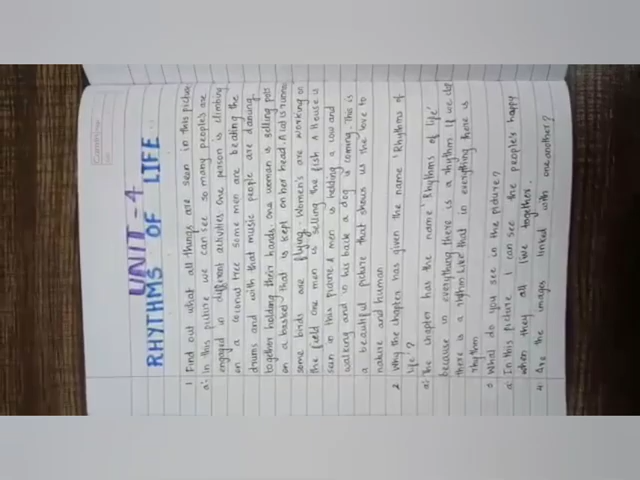 UNIT-4
RHYTHMS OF LIFE
1 Find out what all things are seen in this picture
a: In this picture we can see so many people's are
engaged in different activities one person is climbing
on a coconut tree some men are beating the
drums and with that music people are dancing
together holding their hands. one woman is selling pots
on a basket that is kept on her head. A kid is running
some birds are flying. Women's are working on
the field one men is selling the fish A House is
seen in this picture A men is holding a cow and
walking and in his back a dog is coming. This is
a beautiful picture that shows us the love to
nature and human
2 Why the chapter has given the name 'Rhythms of
life'?
a: the chapter has the name 'Rhythms of life'
because in everything there is a rhythm if we
there is a rythm like that in everything there is
rhythm
3 What do you see in the picture?
a: In this picture I can see the people's happy
when they all live together.
4. Are the images linked with one another?